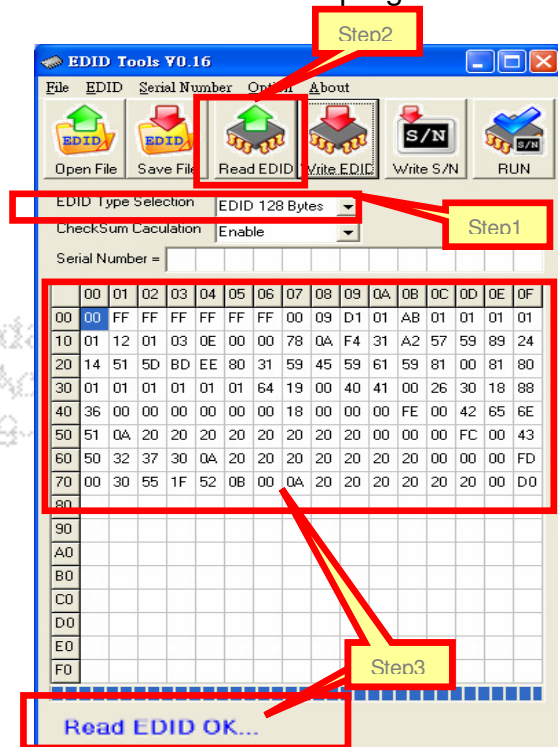 Step2
EDID Tools V0.16
File EDID Serial Number Option About
Open File Save File Read EDID Write EDID Write S/N RUN
EDID Type Selection EDID 128 Bytes
Step1
CheckSum Caculation Enable
Serial Number =
00 01 02 03 04 05 06 07 08 09 0A 0B 0C 0D 0E 0F
00 00 FF FF FF FF FF FF 00 09 D1 01 AB 01 01 01 01
10 01 12 01 03 0E 00 00 78 0A F4 31 A2 57 59 89 24
20 14 51 5D BD EE 80 31 59 45 59 61 59 81 00 81 80
30 01 01 01 01 01 01 64 19 00 40 41 00 26 30 18 88
40 36 00 00 00 00 00 00 18 00 00 00 FE 00 42 65 6E
50 51 0A 20 20 20 20 20 20 20 20 00 00 00 FC 00 43
60 50 32 37 30 0A 20 20 20 20 20 20 20 00 00 00 FD
70 00 30 55 1F 52 0B 00 0A 20 20 20 20 20 20 00 D0
80
90
A0
B0
C0
D0
E0
F0
Step3
Read EDID OK...